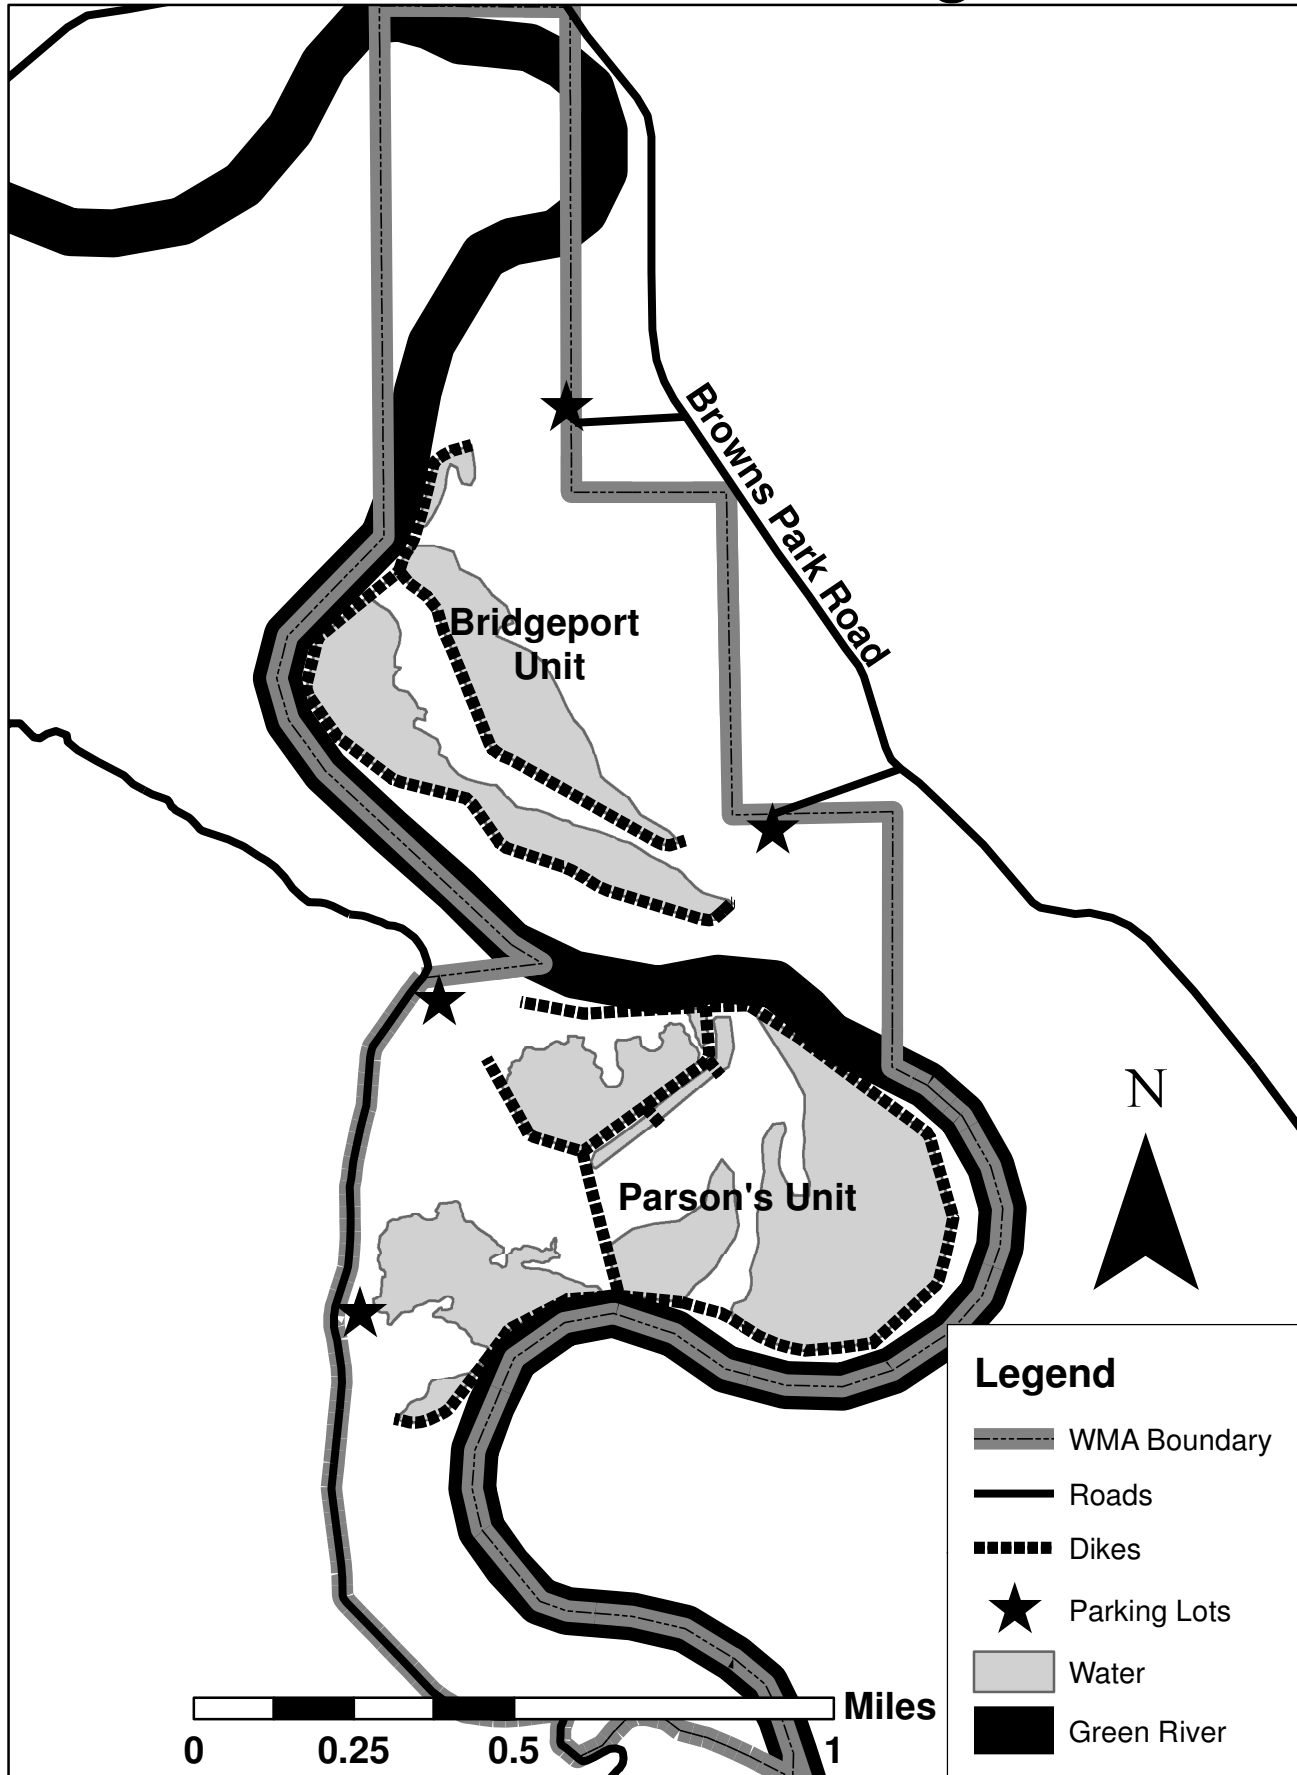 Browns Park Road
Bridgeport
Unit
N
Parson's Unit
Legend
WMA Boundary
Roads
Dikes
Parking Lots
Water
Green River
Miles
0 0.25 0.5 1